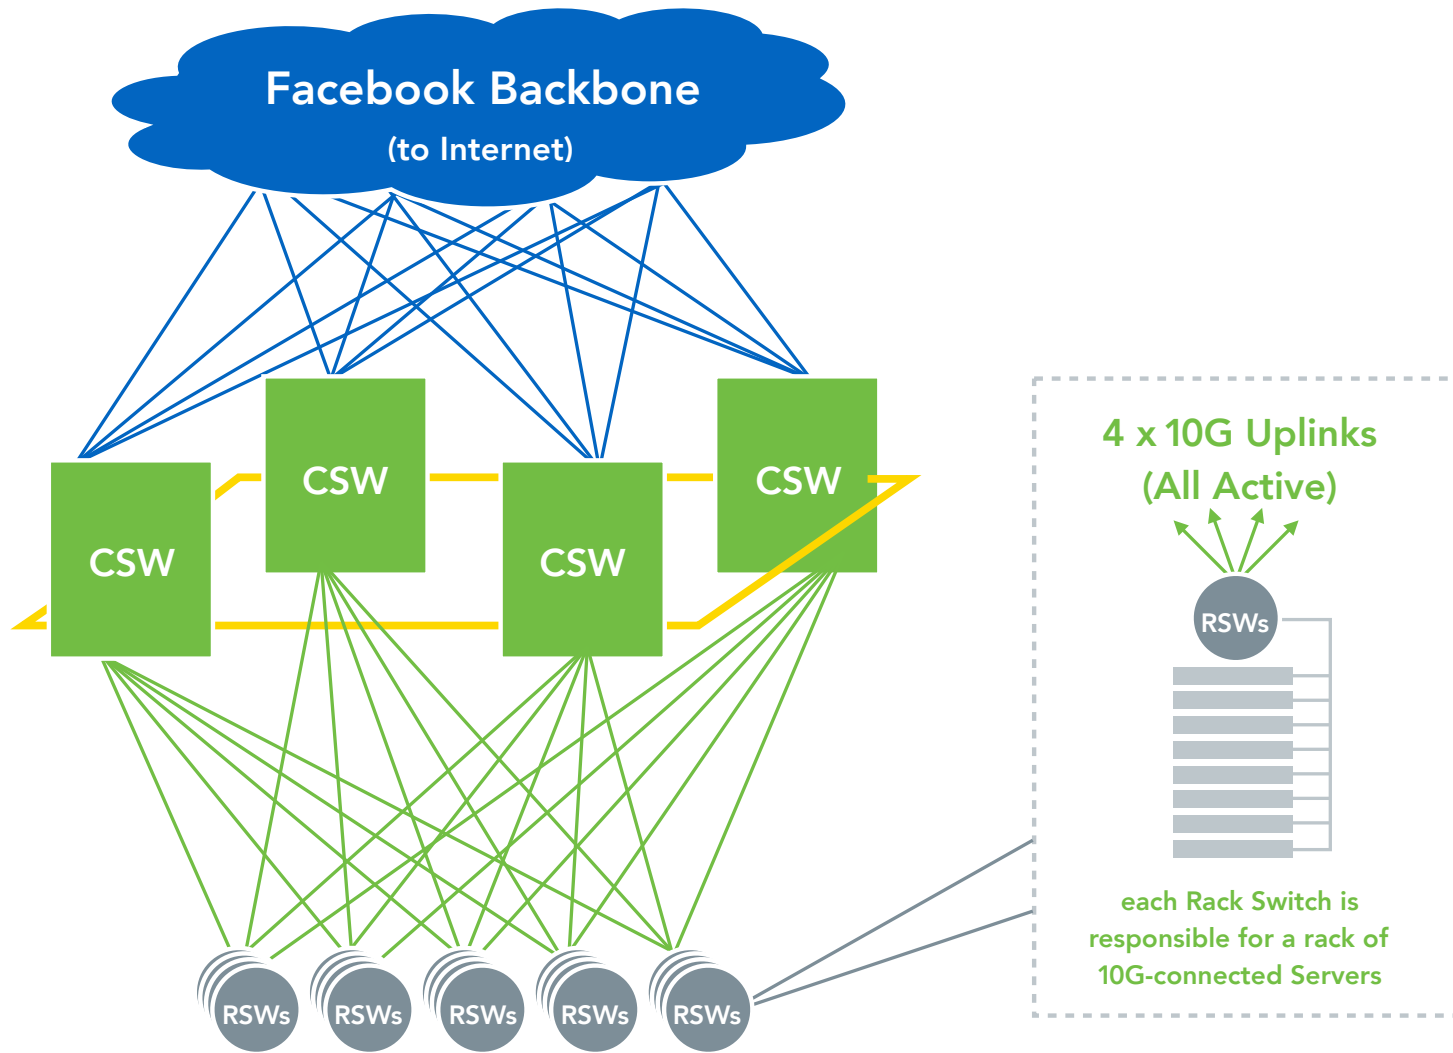 Facebook Backbone
(to Internet)
CSW
CSW
CSW
CSW
4 x 10G Uplinks
(All Active)
RSWs
each Rack Switch is
responsible for a rack of
10G-connected Servers
RSWs
RSWs
RSWs
RSWs
RSWs